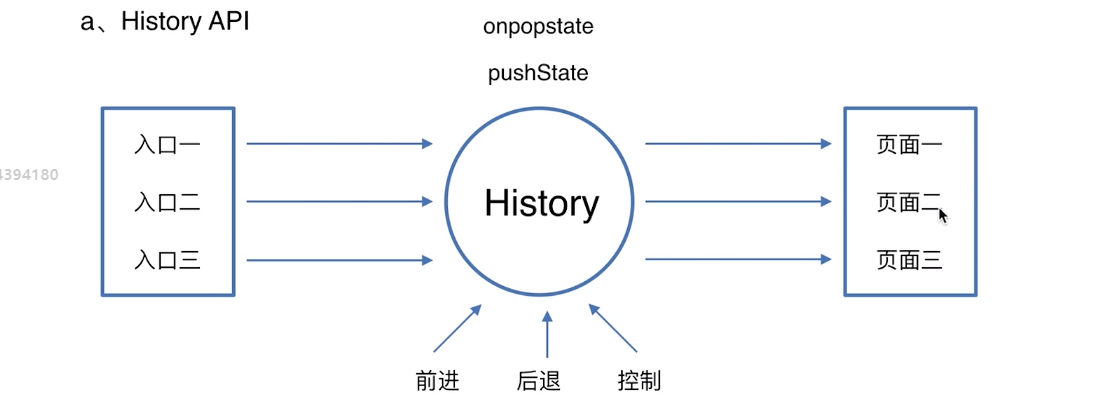 a、History API
onpopstate
pushState
入口一
入口二
入口三
History
页面一
页面二
页面三
前进
后退
控制
4394180